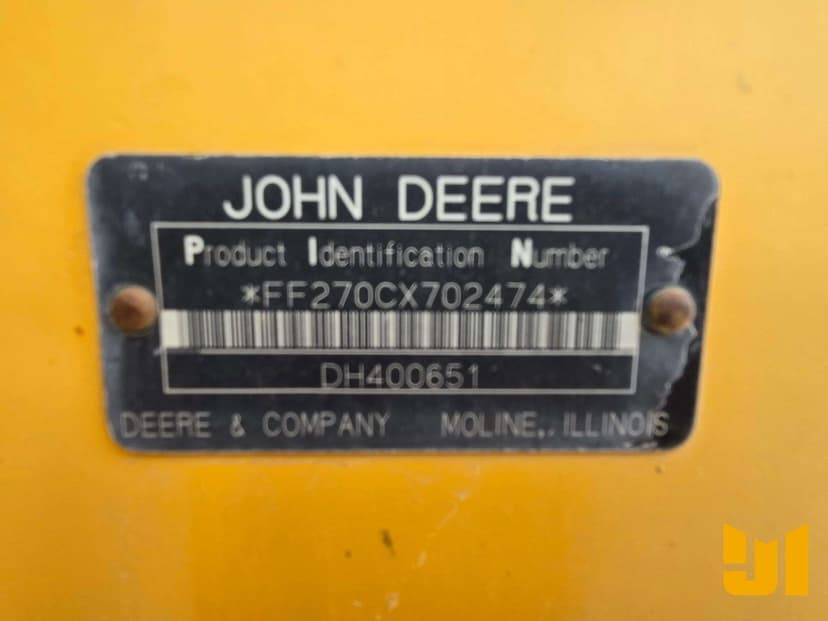 JOHN DEERE
Product Identification Number
*FF270CX702474*
DH400651
DEERE & COMPANY MOLINE, ILLINOIS